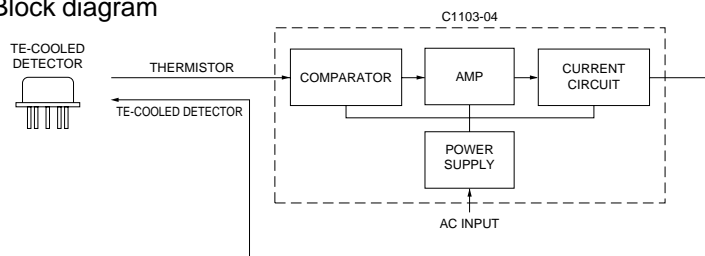 Block diagram
C1103-04
TE-COOLED
DETECTOR
THERMISTOR
TE-COOLED DETECTOR
COMPARATOR
AMP
CURRENT
CIRCUIT
POWER
SUPPLY
AC INPUT